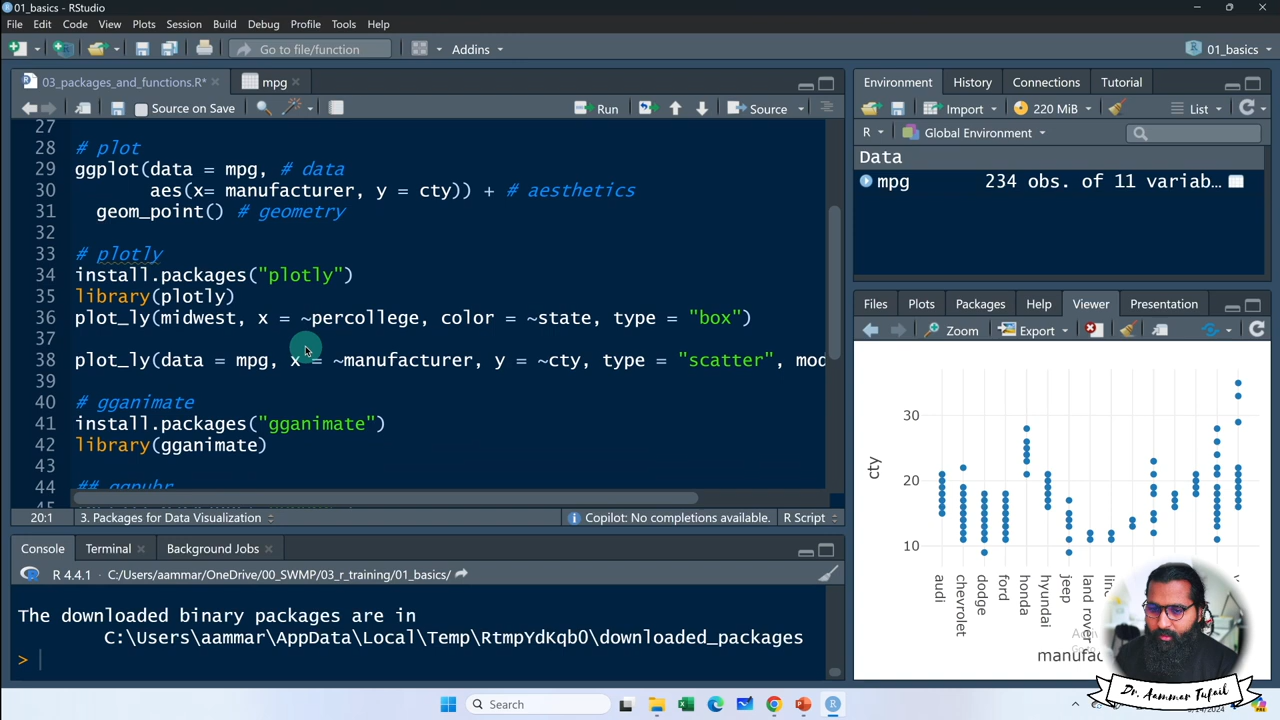 01_basics - RStudio
File Edit Code View Plots Session Build Debug Profile Tools Help
Go to file/function Addins 01_basics
03_packages_and_functions.R* mpg
Source on Save Run Source
27
28 # plot
29 ggplot(data = mpg, # data
30 aes(x= manufacturer, y = cty)) + # aesthetics
31 geom_point() # geometry
32
33 # plotly
34 install.packages("plotly")
35 library(plotly)
36 plot_ly(midwest, x = ~percollege, color = ~state, type = "box")
37
38 plot_ly(data = mpg, x = ~manufacturer, y = ~cty, type = "scatter", mod
39
40 # gganimate
41 install.packages("gganimate")
42 library(gganimate)
43
44 ## ggpubr
20:1 3. Packages for Data Visualization Copilot: No completions available. R Script
Console Terminal Background Jobs
R 4.4.1 · C:/Users/aammar/OneDrive/00_SWMP/03_r_training/01_basics/
The downloaded binary packages are in
C:\Users\aammar\AppData\Local\Temp\RtmpYdKqb0\downloaded_packages
>
Environment History Connections Tutorial
Import 220 MiB List
R Global Environment
Data
mpg 234 obs. of 11 variab…
Files Plots Packages Help Viewer Presentation
Zoom Export
30
20
10
cty
audi
chevrolet
dodge
ford
honda
hyundai
jeep
land rover
manufac
Dr. Aammar Tufail
Search